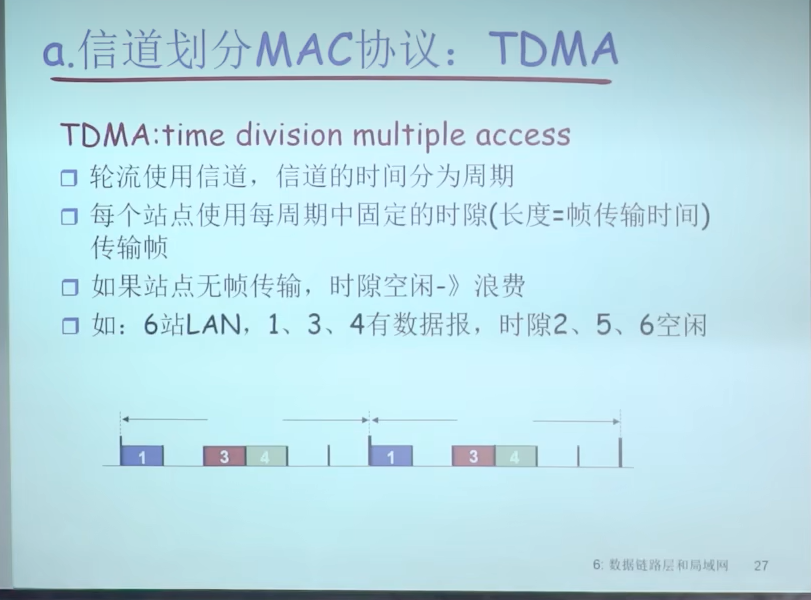 a.信道划分MAC协议：TDMA
TDMA:time division multiple access
轮流使用信道，信道的时间分为周期
每个站点使用每周期中固定的时隙(长度=帧传输时间)
传输帧
如果站点无帧传输，时隙空闲-》浪费
如：6站LAN，1、3、4有数据报，时隙2、5、6空闲
1 3 4 1 3 4
6: 数据链路层和局域网 27